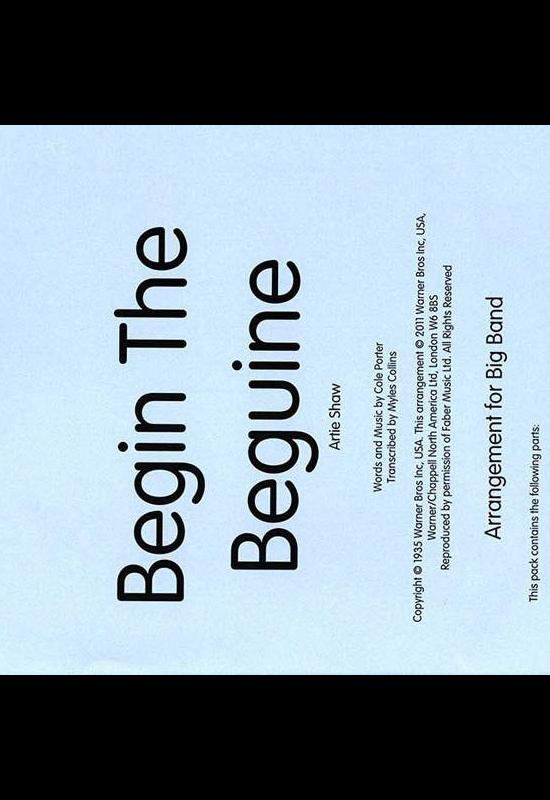 Begin The
Beguine
Artie Shaw
Words and Music by Cole Porter
Transcribed by Myles Collins
Copyright © 1935 Warner Bros Inc, USA. This arrangement © 2011 Warner Bros Inc, USA,
Warner/Chappell North America Ltd, London W6 8BS
Reproduced by permission of Faber Music Ltd. All Rights Reserved
Arrangement for Big Band
This pack contains the following parts: